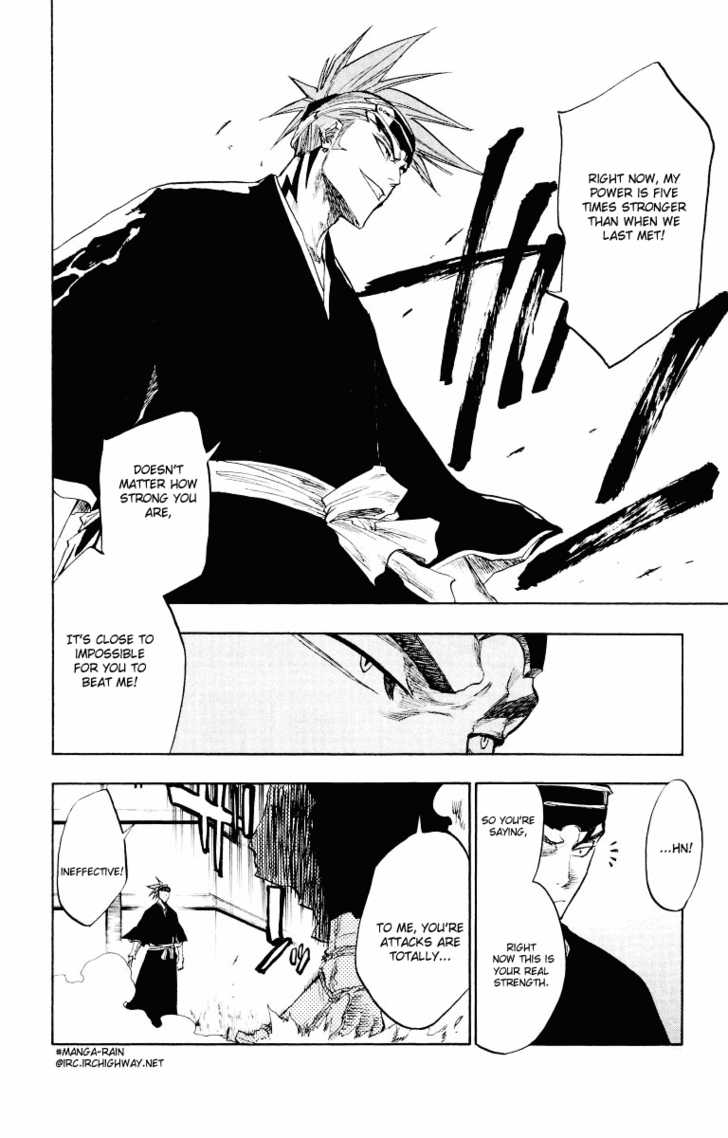 RIGHT NOW, MY
POWER IS FIVE
TIMES STRONGER
THAN WHEN WE
LAST MET!
DOESN'T
MATTER HOW
STRONG YOU
ARE,
IT'S CLOSE TO
IMPOSSIBLE
FOR YOU TO
BEAT ME!
...HN!
SO YOU'RE
SAYING,
RIGHT
NOW THIS IS
YOUR REAL
STRENGTH.
TO ME, YOU'RE
ATTACKS ARE
TOTALLY...
INEFFECTIVE!
#MANGA-RAIN
@IRC.IRCHIGHWAY.NET